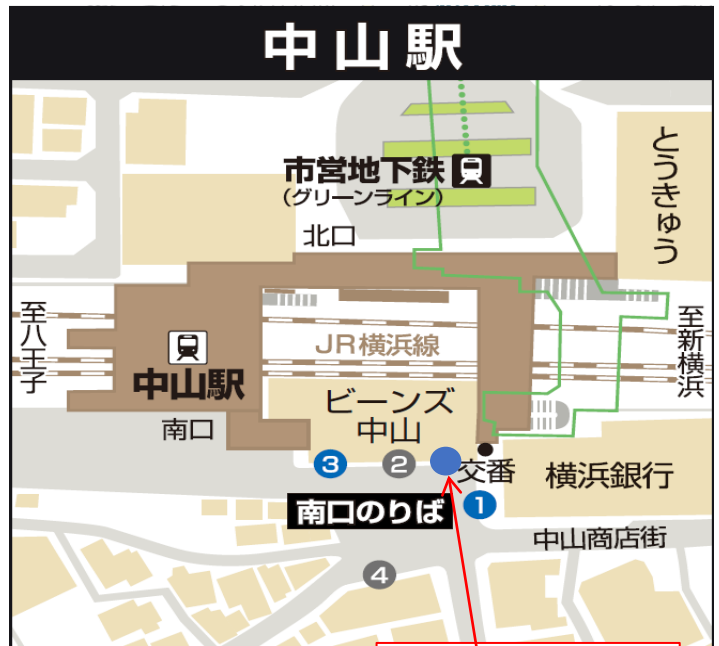 中山駅
市営地下鉄
（グリーンライン）
とうきゅう
北口
至八王子
JR横浜線
至新横浜
中山駅
ビーンズ
中山
南口
3
2
交番
横浜銀行
南口のりば
1
中山商店街
4